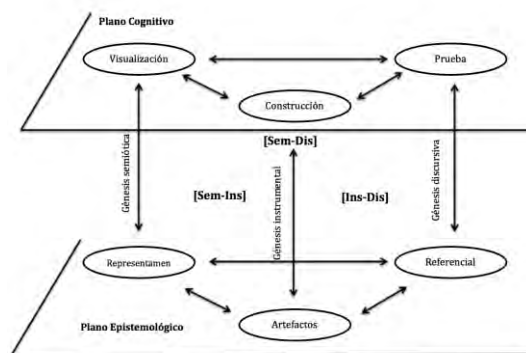 Plano Cognitivo
Visualización
Prueba
Construcción
[Sem-Dis]
Génesis semiótica
[Sem-Ins]
Génesis instrumental
[Ins-Dis]
Génesis discursiva
Representamen
Referencial
Artefactos
Plano Epistemológico